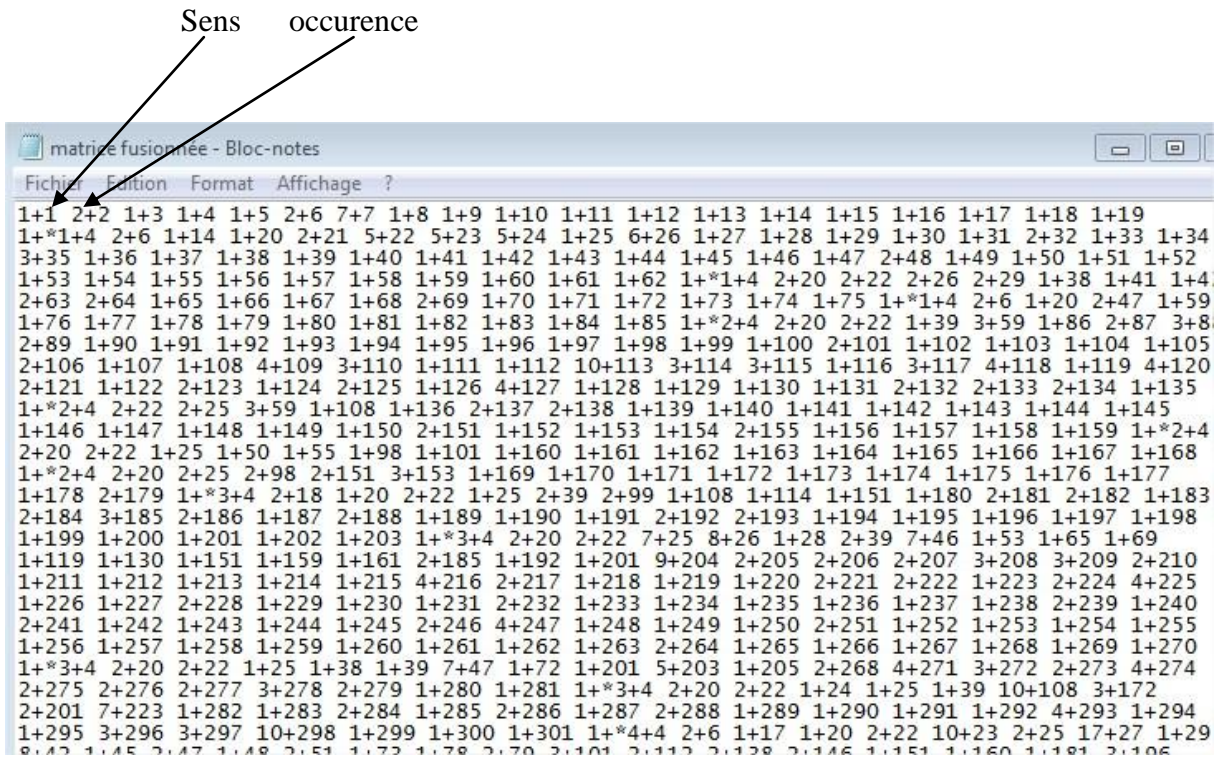 Sens occurence
matrice fusionnée - Bloc-notes
Fichier Edition Format Affichage ?
1+1 2+2 1+3 1+4 1+5 2+6 7+7 1+8 1+9 1+10 1+11 1+12 1+13 1+14 1+15 1+16 1+17 1+18 1+19
1+*1+4 2+6 1+14 1+20 2+21 5+22 5+23 5+24 1+25 6+26 1+27 1+28 1+29 1+30 1+31 2+32 1+33 1+34
3+35 1+36 1+37 1+38 1+39 1+40 1+41 1+42 1+43 1+44 1+45 1+46 1+47 2+48 1+49 1+50 1+51 1+52
1+53 1+54 1+55 1+56 1+57 1+58 1+59 1+60 1+61 1+62 1+*1+4 2+20 2+22 2+26 2+29 1+38 1+41
2+63 2+64 1+65 1+66 1+67 1+68 2+69 1+70 1+71 1+72 1+73 1+74 1+75 1+*1+4 2+6 1+20 2+47 1+59
1+76 1+77 1+78 1+79 1+80 1+81 1+82 1+83 1+84 1+85 1+*2+4 2+20 2+22 1+39 3+59 1+86 2+87
2+89 1+90 1+91 1+92 1+93 1+94 1+95 1+96 1+97 1+98 1+99 1+100 2+101 1+102 1+103 1+104 1+105
2+106 1+107 1+108 4+109 3+110 1+111 1+112 10+113 3+114 3+115 1+116 3+117 4+118 1+119 4+120
2+121 1+122 2+123 1+124 2+125 1+126 4+127 1+128 1+129 1+130 1+131 2+132 2+133 2+134 1+135
1+*2+4 2+22 2+25 3+59 1+108 1+136 2+137 2+138 1+139 1+140 1+141 1+142 1+143 1+144 1+145
1+146 1+147 1+148 1+149 1+150 2+151 1+152 1+153 1+154 2+155 1+156 1+157 1+158 1+159 1+*2+4
2+20 2+22 1+25 1+50 1+55 1+98 1+101 1+160 1+161 1+162 1+163 1+164 1+165 1+166 1+167 1+168
1+*2+4 2+20 2+25 2+98 2+151 3+153 1+169 1+170 1+171 1+172 1+173 1+174 1+175 1+176 1+177
1+178 2+179 1+*3+4 2+18 1+20 2+22 1+25 2+39 2+99 1+108 1+114 1+151 1+180 2+181 2+182 1+183
2+184 3+185 2+186 1+187 2+188 1+189 1+190 1+191 2+192 2+193 1+194 1+195 1+196 1+197 1+198
1+199 1+200 1+201 1+202 1+203 1+*3+4 2+20 2+22 7+25 8+26 1+28 2+39 7+46 1+53 1+65 1+69
1+119 1+130 1+151 1+159 1+161 2+185 1+192 1+201 9+204 2+205 2+206 2+207 3+208 3+209 2+210
1+211 1+212 1+213 1+214 1+215 4+216 2+217 1+218 1+219 1+220 2+221 2+222 1+223 2+224 4+225
1+226 1+227 2+228 1+229 1+230 1+231 2+232 1+233 1+234 1+235 1+236 1+237 1+238 2+239 1+240
2+241 1+242 1+243 1+244 1+245 2+246 4+247 1+248 1+249 1+250 2+251 1+252 1+253 1+254 1+255
1+256 1+257 1+258 1+259 1+260 1+261 1+262 1+263 2+264 1+265 1+266 1+267 1+268 1+269 1+270
1+*3+4 2+20 2+22 1+25 1+38 1+39 7+47 1+72 1+201 5+203 1+205 2+268 4+271 3+272 2+273 4+274
2+275 2+276 2+277 3+278 2+279 1+280 1+281 1+*3+4 2+20 2+22 1+24 1+25 1+39 10+108 3+172
2+201 7+223 1+282 1+283 2+284 1+285 2+286 1+287 2+288 1+289 1+290 1+291 1+292 4+293 1+294
1+295 3+296 3+297 10+298 1+299 1+300 1+301 1+*4+4 2+6 1+17 1+20 2+22 10+23 2+25 17+27 1+29